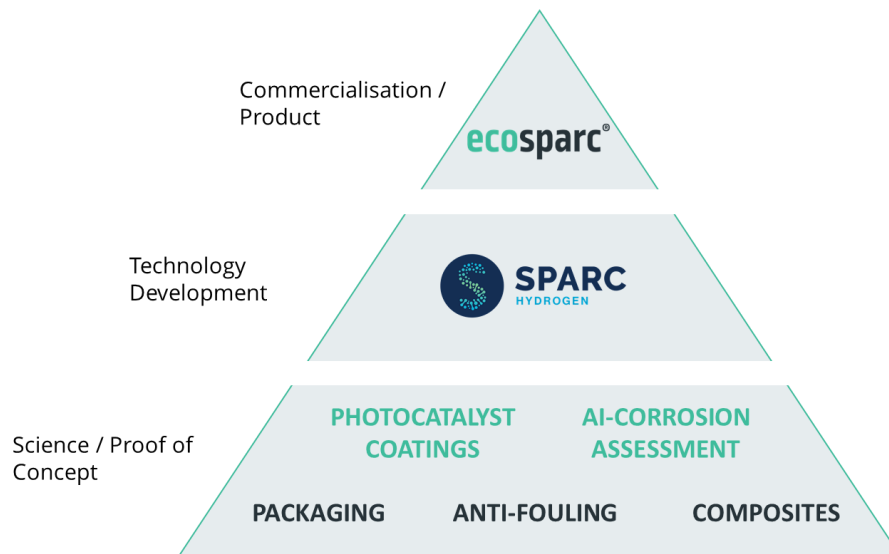 Commercialisation /
Product
ecosparc®
Technology
Development
SPARC
HYDROGEN
Science / Proof of
Concept
PHOTOCATALYST
COATINGS
AI-CORROSION
ASSESSMENT
PACKAGING
ANTI-FOULING
COMPOSITES